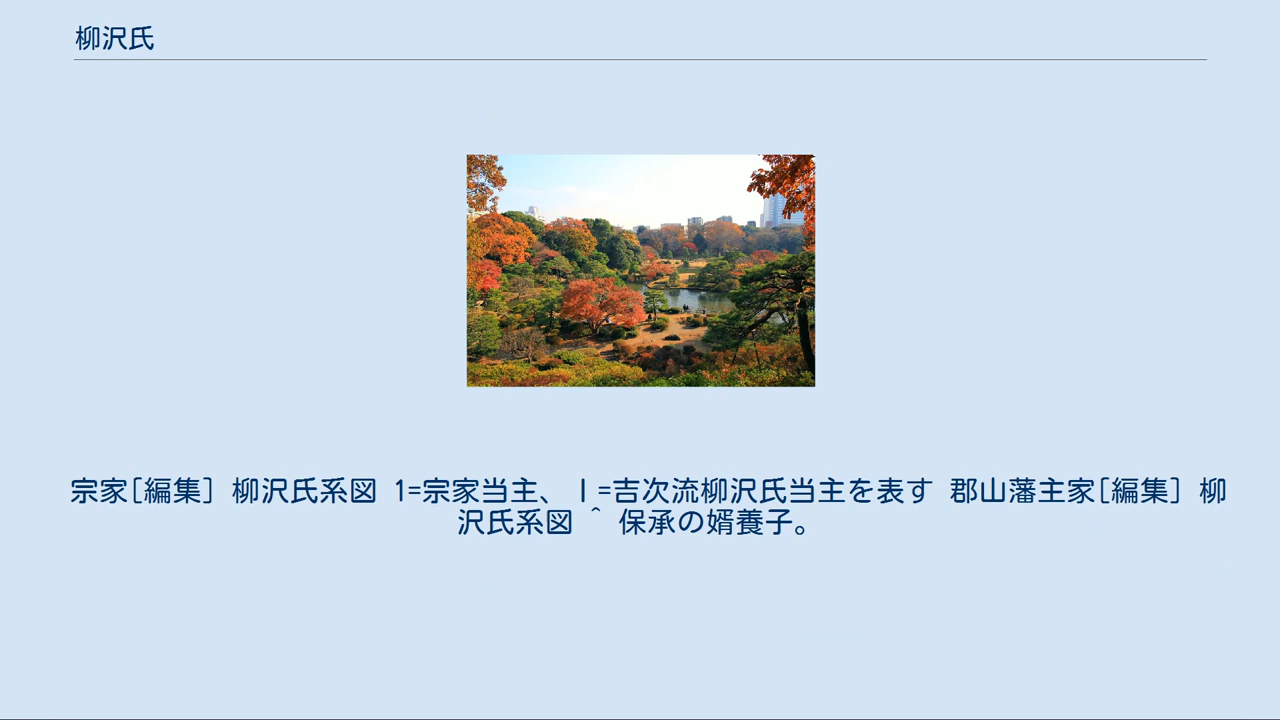 柳沢氏
宗家[編集] 柳沢氏系図 1=宗家当主、Ⅰ=吉次流柳沢氏当主を表す 郡山藩主家[編集] 柳
沢氏系図 ^ 保承の婿養子。